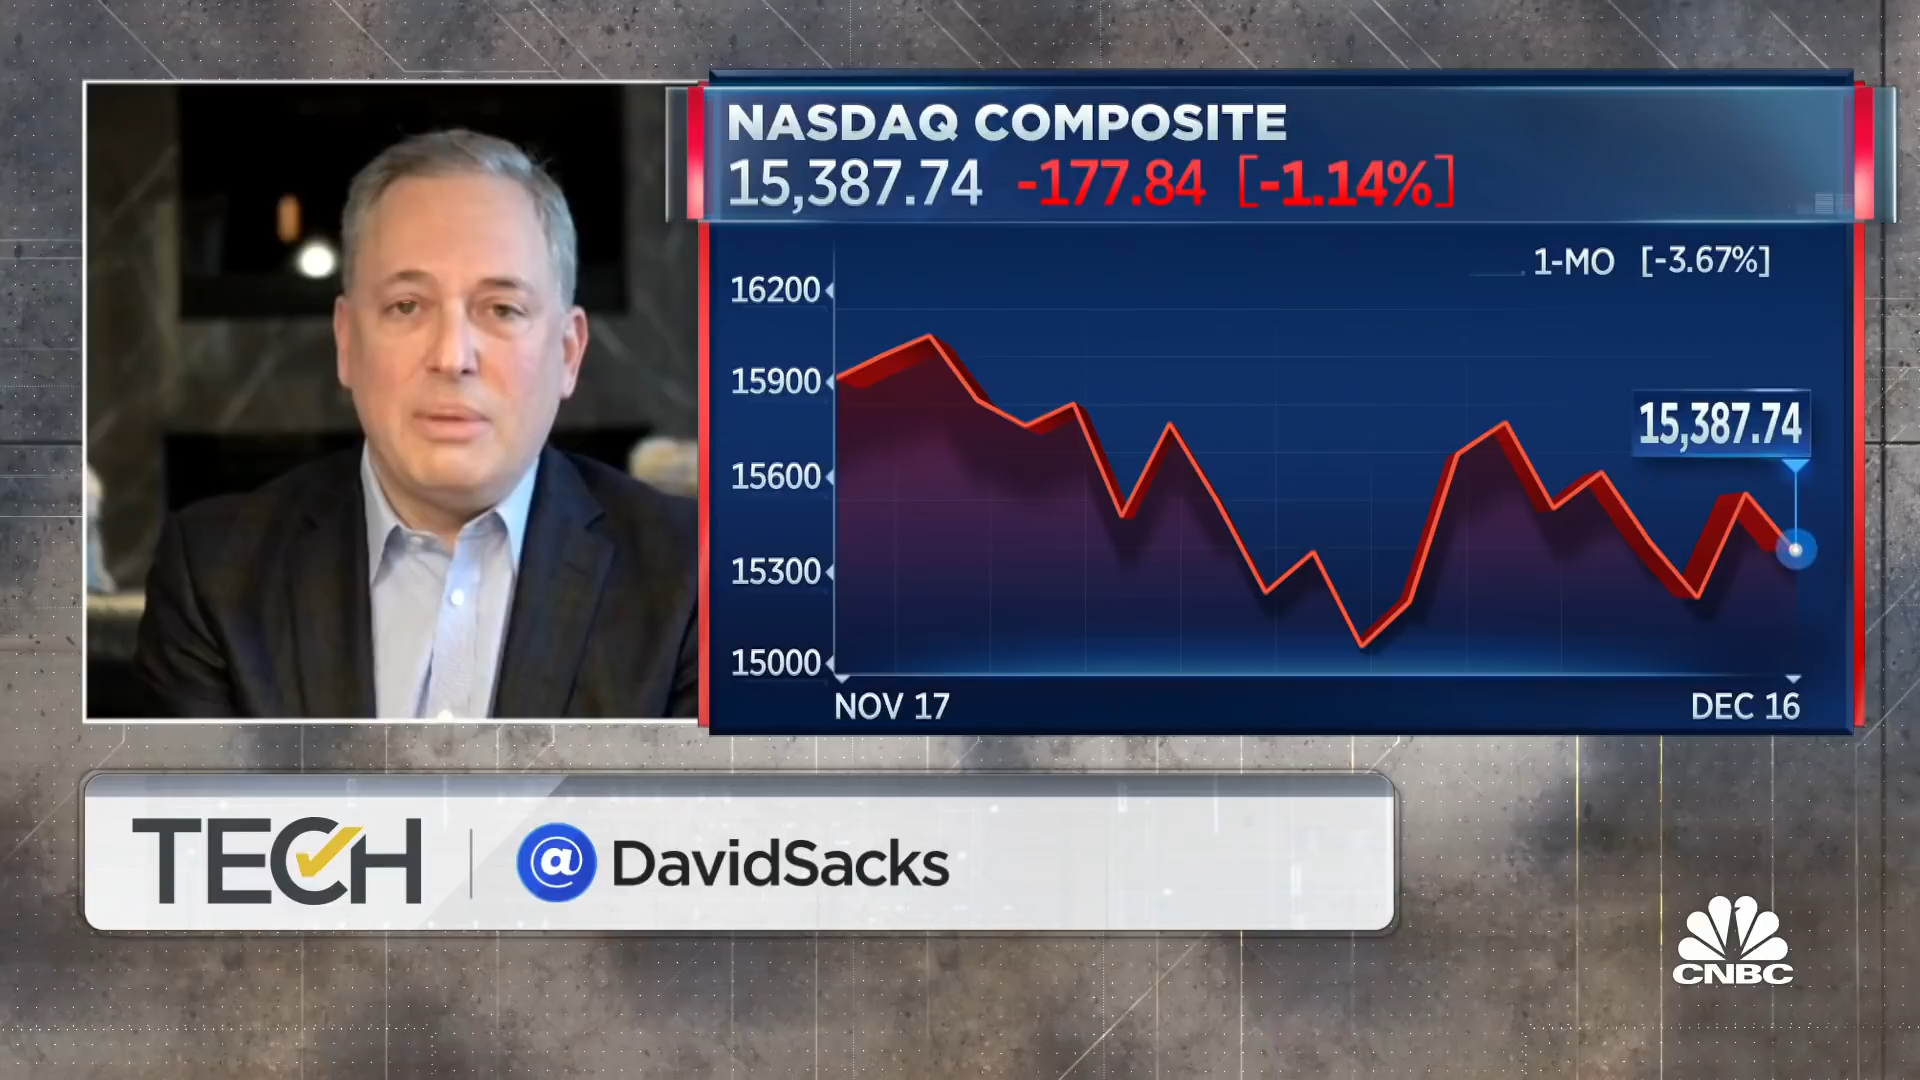 NASDAQ COMPOSITE
15,387.74 -177.84 [-1.14%]
1-MO [-3.67%]
16200
15900
15600
15300
15000
15,387.74
NOV 17 DEC 16
TECH @DavidSacks
CNBC